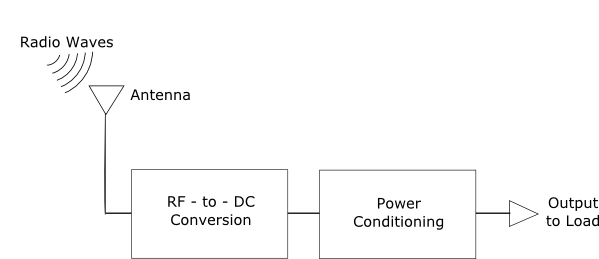 Radio Waves
Antenna
RF - to - DC
Conversion
Power
Conditioning
Output
to Load